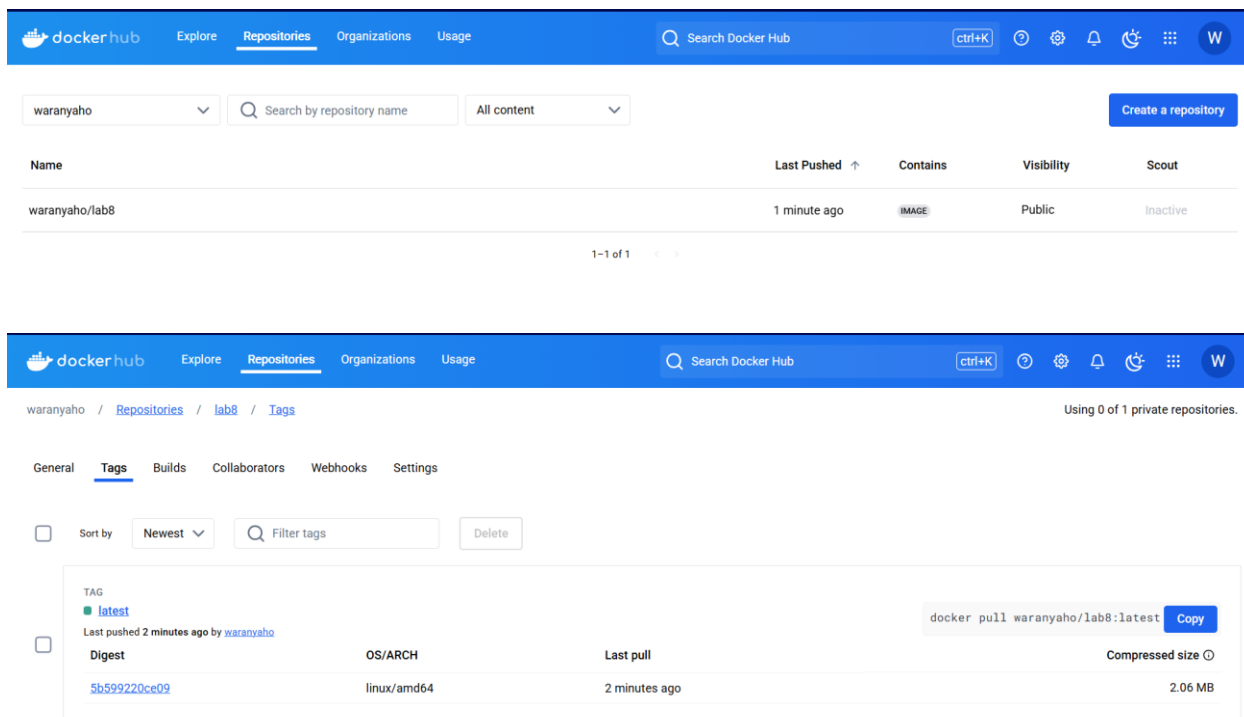 dockerhub Explore Repositories Organizations Usage Search Docker Hub ctrl+K W
waranyaho Search by repository name All content Create a repository
Name Last Pushed Contains Visibility Scout
waranyaho/lab8 1 minute ago IMAGE Public Inactive
1–1 of 1
dockerhub Explore Repositories Organizations Usage Search Docker Hub ctrl+K W
waranyaho / Repositories / lab8 / Tags Using 0 of 1 private repositories.
General Tags Builds Collaborators Webhooks Settings
Sort by Newest Filter tags Delete
TAG
latest
docker pull waranyaho/lab8:latest Copy
Last pushed 2 minutes ago by waranyaho
Digest OS/ARCH Last pull Compressed size
5b599220ce09 linux/amd64 2 minutes ago 2.06 MB